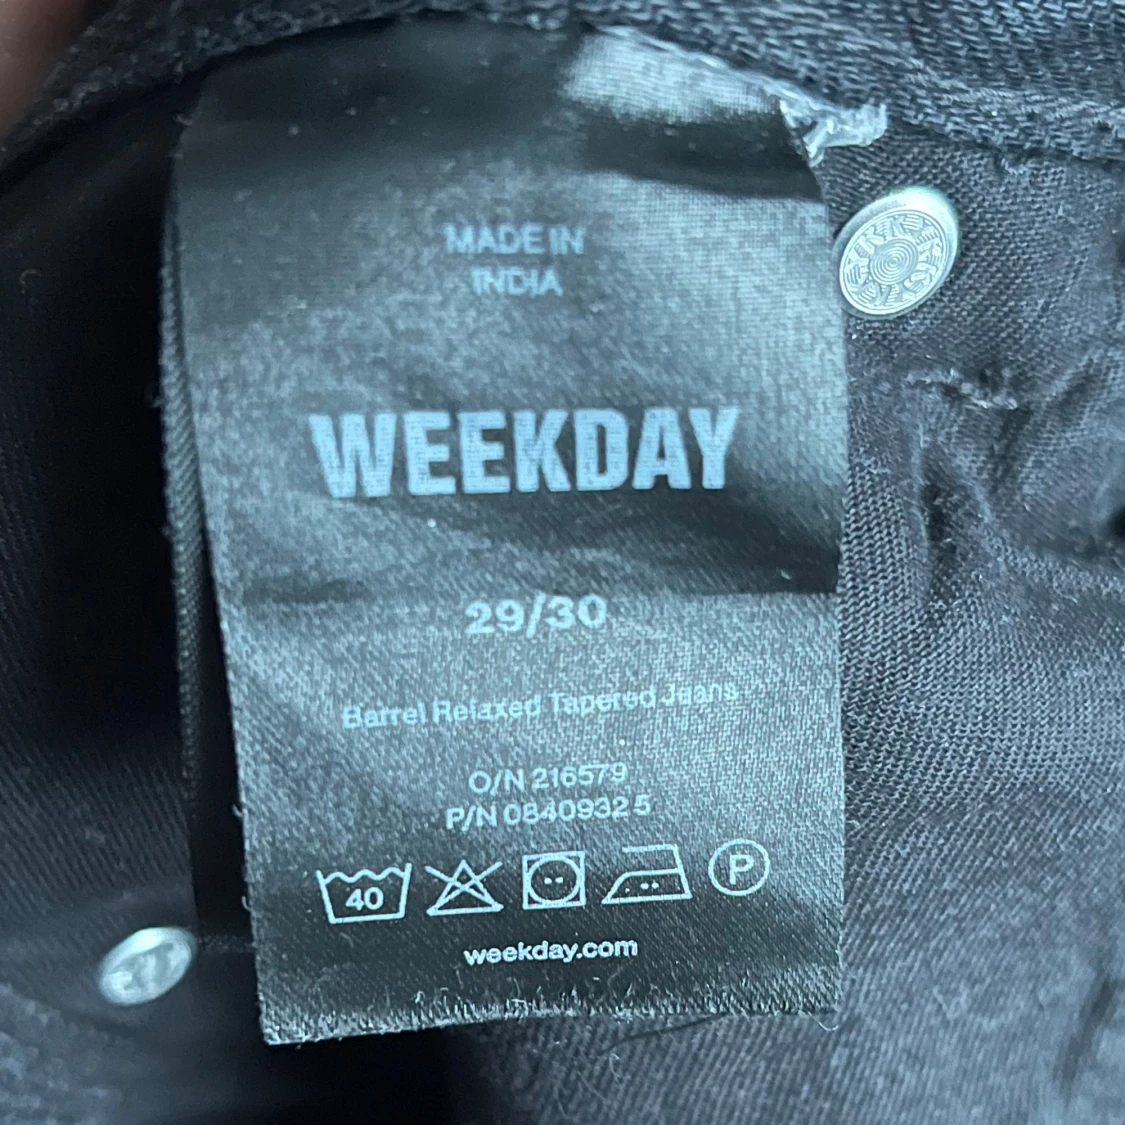 MADE IN
INDIA
WEEKDAY
29/30
Barrel Relaxed Tapered Jeans
O/N 216579
P/N 08409325
40
P
weekday.com